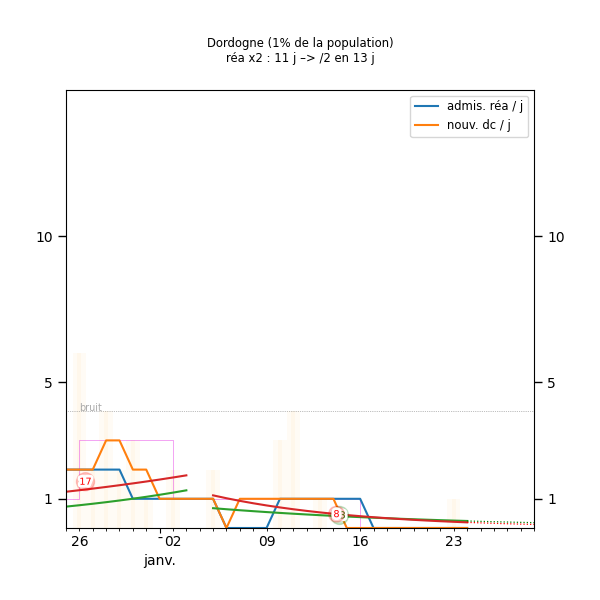 Dordogne (1% de la population)
réa x2 : 11 j –> /2 en 13 j
admis. réa / j
nouv. dc / j
10
10
5
5
bruit
17
8
1
1
26
02
09
16
23
janv.